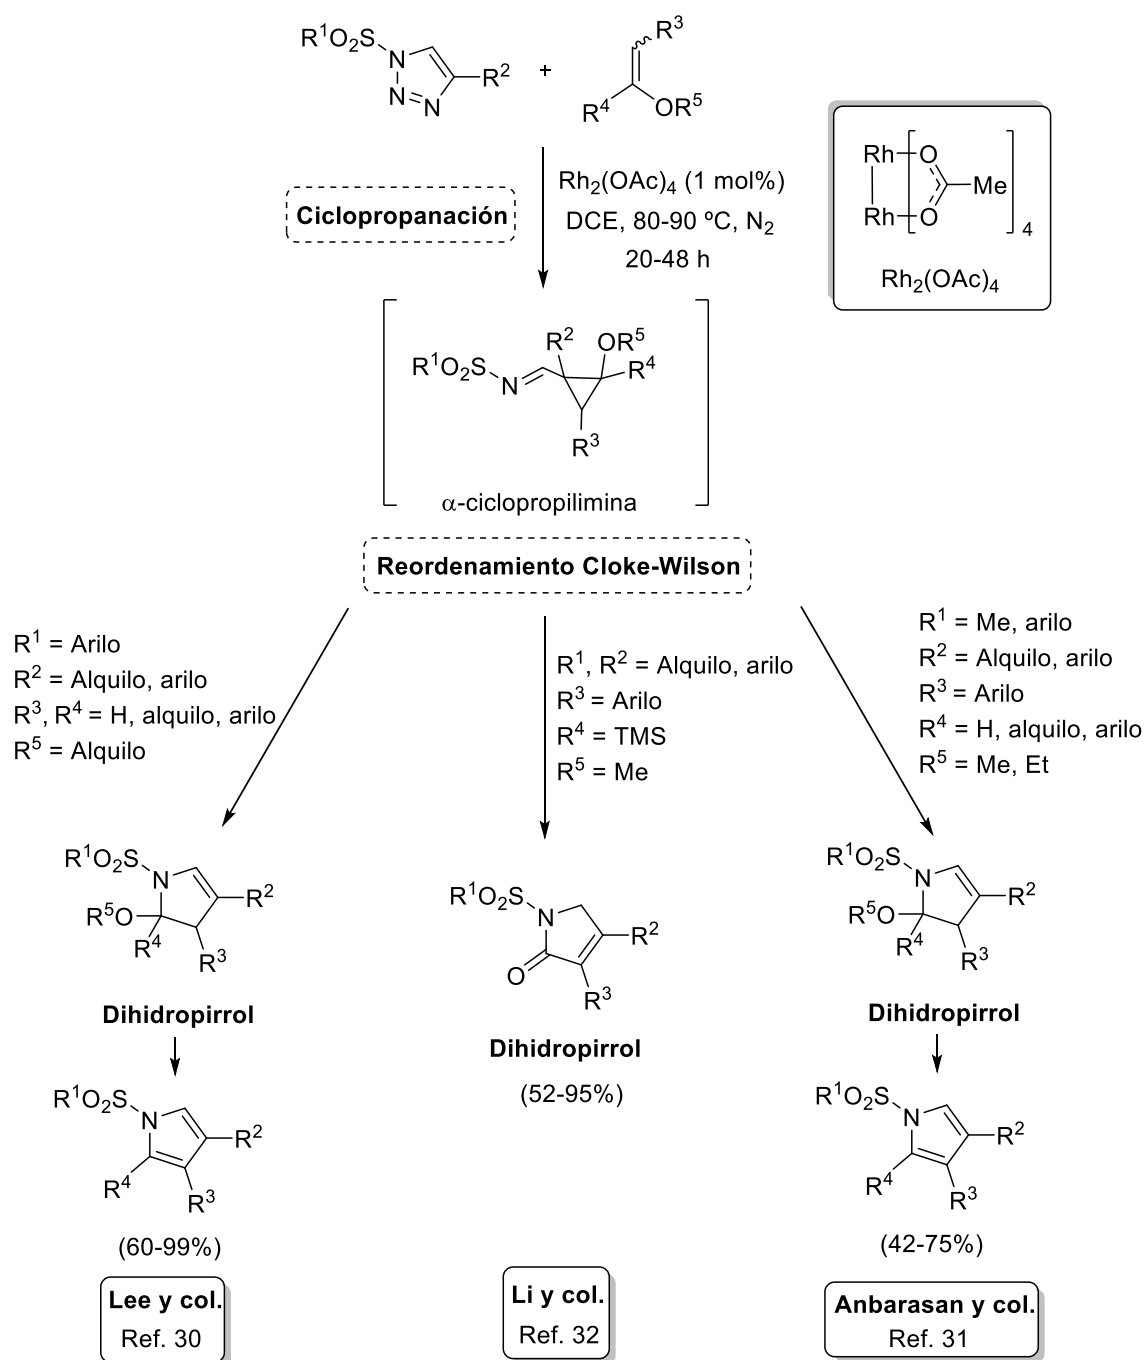 R¹O₂S
N
N=N
R²
+
R³
R⁴
OR⁵
Ciclopropanación
Rh₂(OAc)₄ (1 mol%)
DCE, 80-90 ºC, N₂
20-48 h
Rh
O
Me
Rh
O
4
Rh₂(OAc)₄
R¹O₂S
N
R²
OR⁵
R⁴
R³
α-ciclopropilimina
Reordenamiento Cloke-Wilson
R¹ = Arilo
R² = Alquilo, arilo
R³, R⁴ = H, alquilo, arilo
R⁵ = Alquilo
R¹, R² = Alquilo, arilo
R³ = Arilo
R⁴ = TMS
R⁵ = Me
R¹ = Me, arilo
R² = Alquilo, arilo
R³ = Arilo
R⁴ = H, alquilo, arilo
R⁵ = Me, Et
R¹O₂S
N
R²
R⁵O
R⁴
R³
Dihidropirrol
R¹O₂S
N
R²
R⁴
R³
(60-99%)
Lee y col.
Ref. 30
R¹O₂S
N
R²
O
R³
Dihidropirrol
(52-95%)
Li y col.
Ref. 32
R¹O₂S
N
R²
R⁵O
R⁴
R³
Dihidropirrol
R¹O₂S
N
R²
R⁴
R³
(42-75%)
Anbarasan y col.
Ref. 31